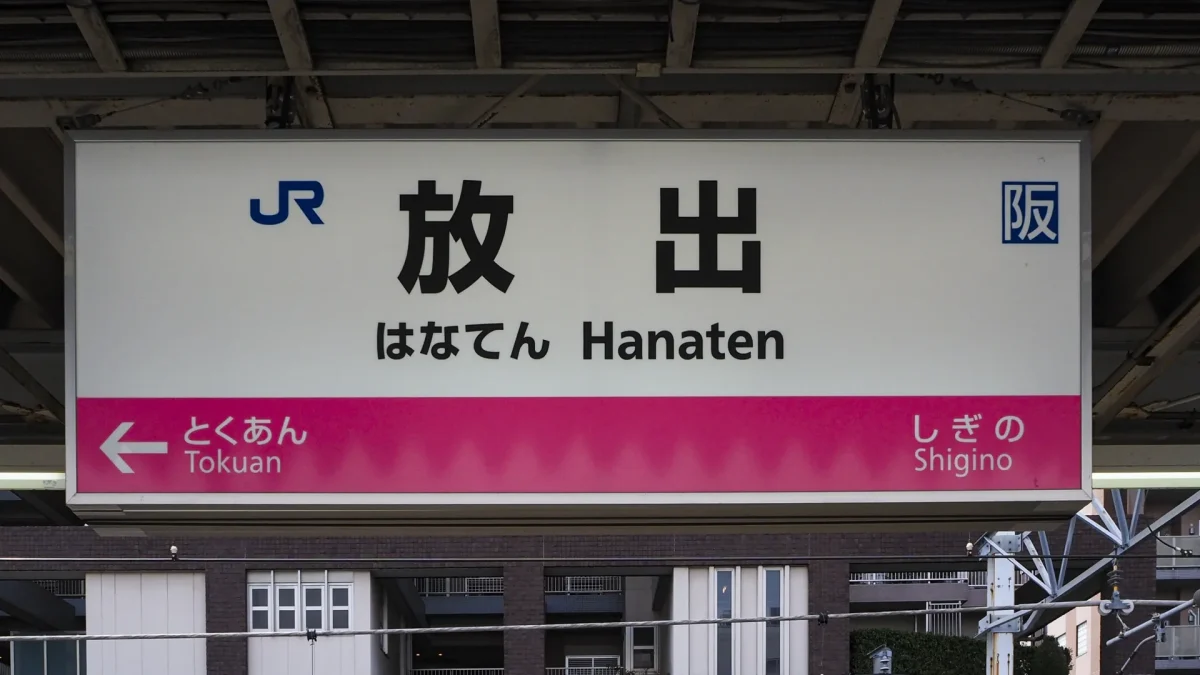 JR 放出 阪
はなてん Hanaten
← とくあん しぎの
Tokuan Shigino